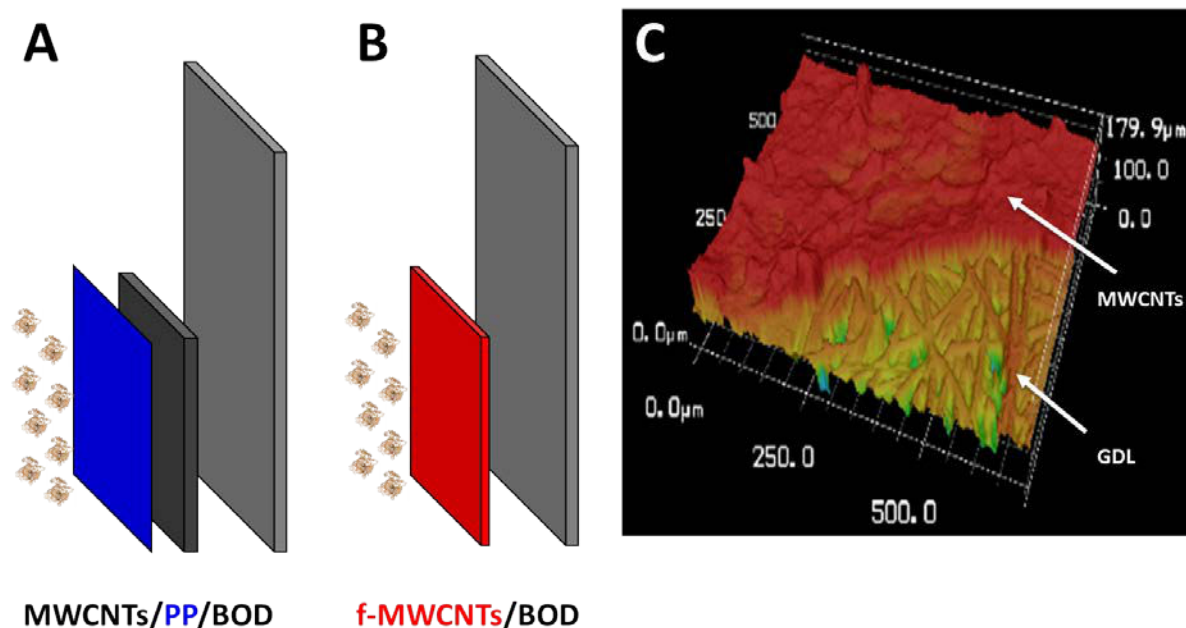 A
B
C
500
179.9µm
100.0
250
0.0
MWCNTs
0.0µm
0.0µm
250.0
GDL
500.0
MWCNTs/PP/BOD
f-MWCNTs/BOD